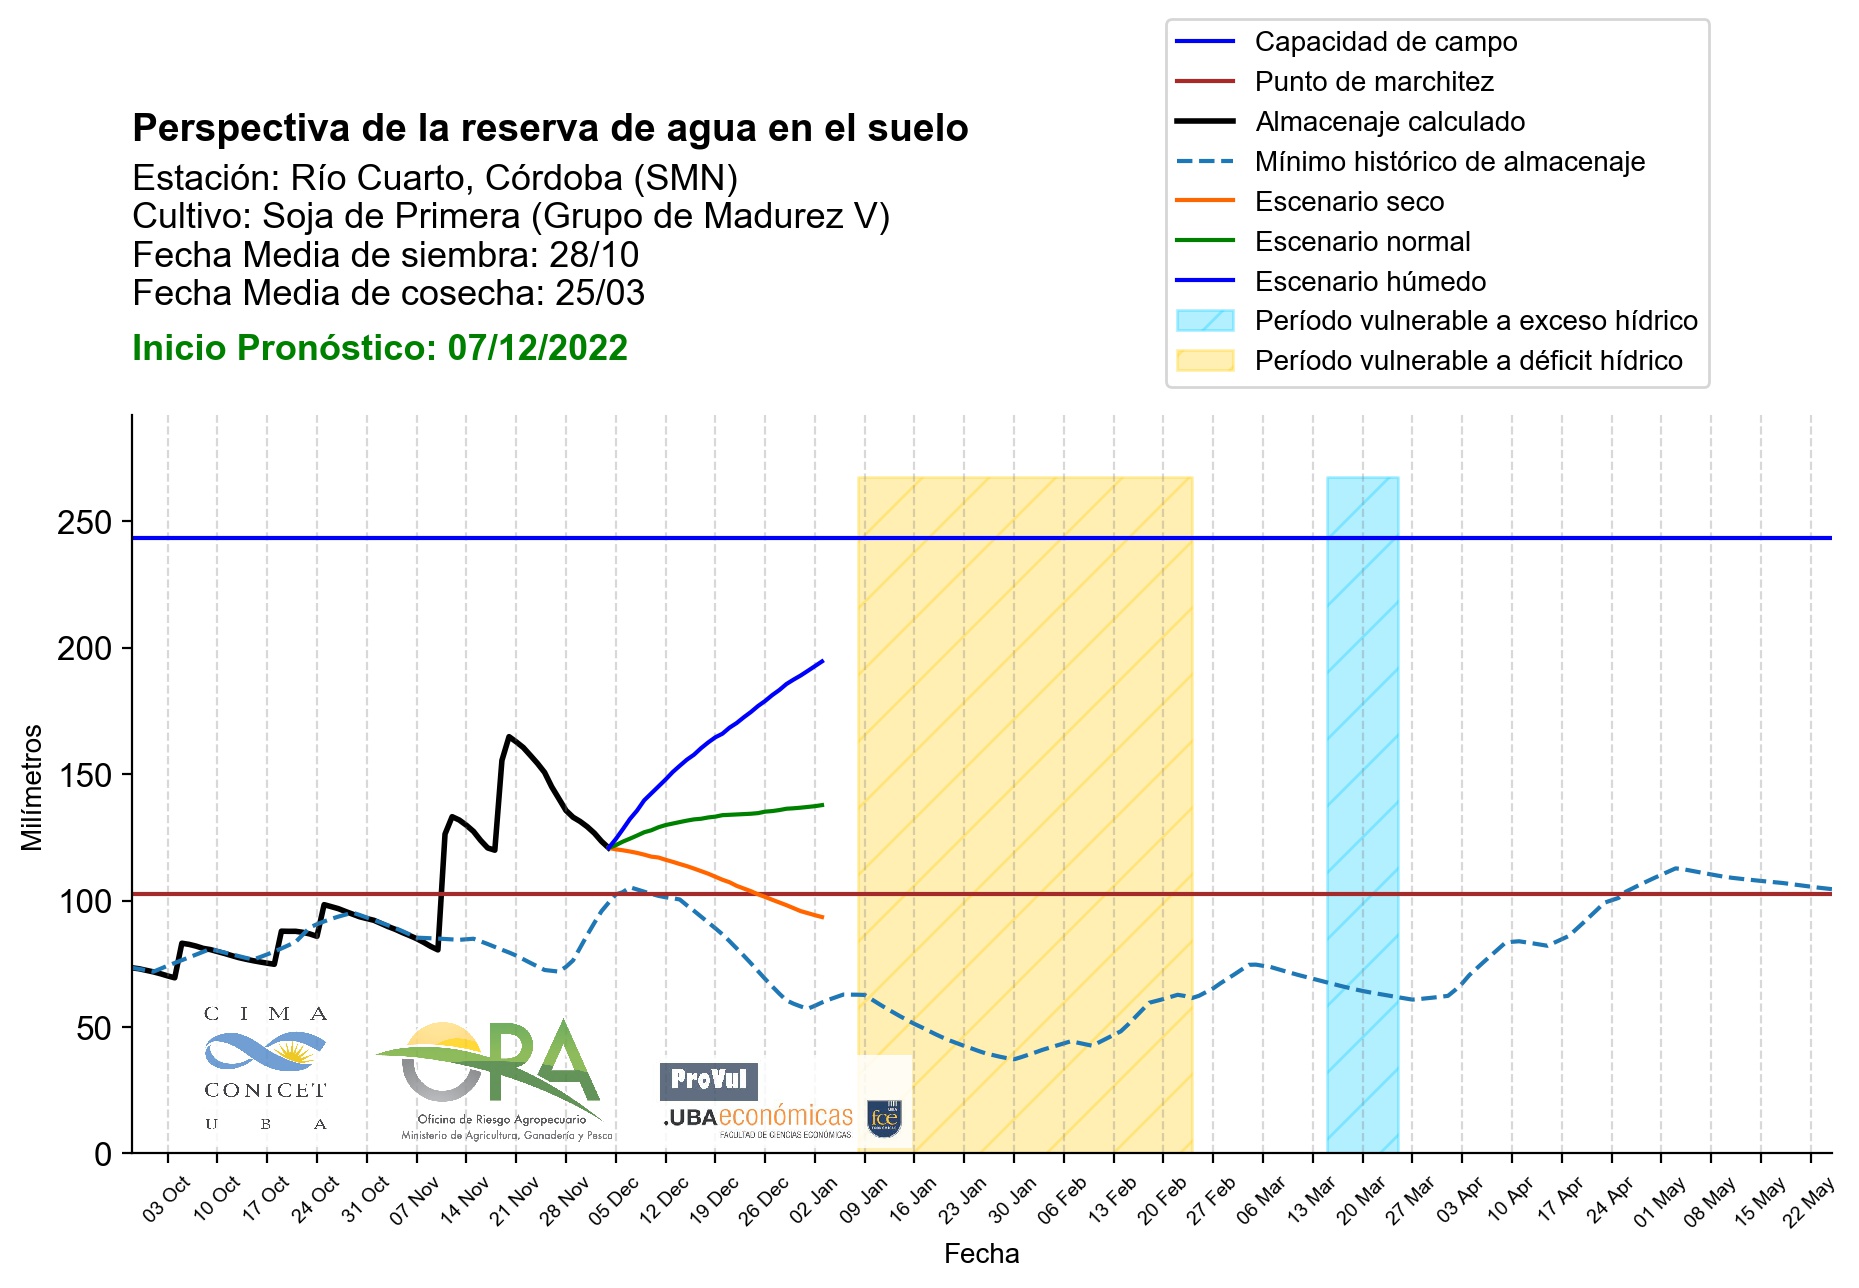 Capacidad de campo
Punto de marchitez
Almacenaje calculado
Mínimo histórico de almacenaje
Escenario seco
Escenario normal
Escenario húmedo
Período vulnerable a exceso hídrico
Período vulnerable a déficit hídrico
Perspectiva de la reserva de agua en el suelo
Estación: Río Cuarto, Córdoba (SMN)
Cultivo: Soja de Primera (Grupo de Madurez V)
Fecha Media de siembra: 28/10
Fecha Media de cosecha: 25/03
Inicio Pronóstico: 07/12/2022
Milímetros
250
200
150
100
50
0
CIMA
CONICET
UBA
ORA
Oficina de Riesgo Agropecuario
Ministerio de Agricultura, Ganadería y Pesca
ProVul
.UBAeconómicas
FACULTAD DE CIENCIAS ECONÓMICAS
UBA
fce
ECONÓMICAS
03 Oct
10 Oct
17 Oct
24 Oct
31 Oct
07 Nov
14 Nov
21 Nov
28 Nov
05 Dec
12 Dec
19 Dec
26 Dec
02 Jan
09 Jan
16 Jan
23 Jan
30 Jan
06 Feb
13 Feb
20 Feb
27 Feb
06 Mar
13 Mar
20 Mar
27 Mar
03 Apr
10 Apr
17 Apr
24 Apr
01 May
08 May
15 May
22 May
Fecha